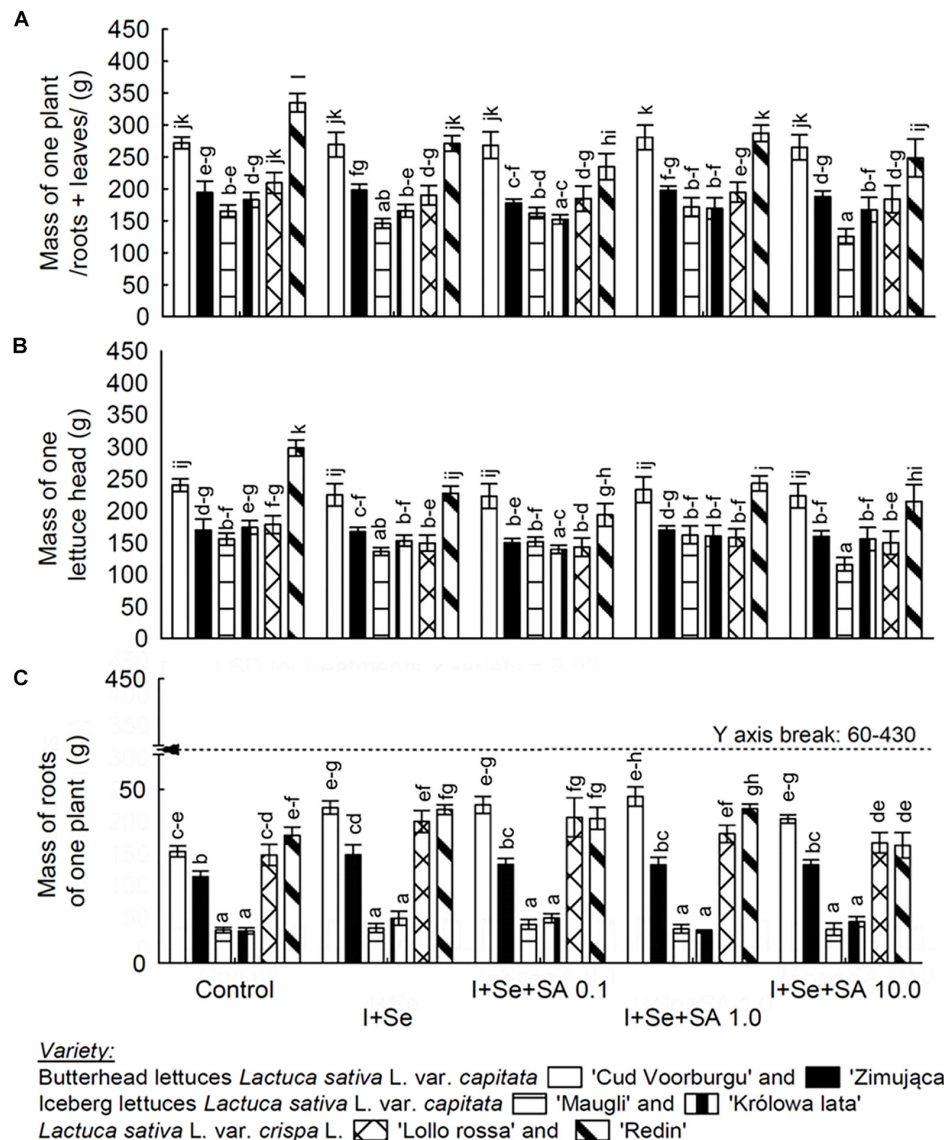 A
Mass of one plant
/roots + leaves/ (g)
450
400
350
300
250
200
150
100
50
0
jk
e-g
b-e
d-g
jk
l
jk
fg
ab
b-e
d-g
jk
jk
c-f
b-d
a-c
d-g
hi
k
f-g
b-f
b-f
e-g
k
jk
d-g
a
b-f
d-g
ij
B
Mass of one
lettuce head (g)
450
400
350
300
250
200
150
100
50
0
ij
d-g
b-f
e-g
f-g
k
ij
c-f
ab
b-f
b-e
ij
ij
b-e
b-f
a-c
b-d
g-h
ij
d-g
b-f
b-f
b-f
j
ij
b-f
a
b-f
b-e
hi
C
Mass of roots
of one plant (g)
450
Y axis break: 60-430
50
0
c-e
b
a
a
c-d
e-f
e-g
cd
a
a
ef
fg
e-g
bc
a
a
fg
fg
e-h
bc
a
a
ef
gh
e-g
bc
a
a
de
de
Control
I+Se
I+Se+SA 0.1
I+Se+SA 1.0
I+Se+SA 10.0
Variety:
Butterhead lettuces Lactuca sativa L. var. capitata 'Cud Voorburgu' and 'Zimująca
Iceberg lettuces Lactuca sativa L. var. capitata 'Maugli' and 'Królowa lata'
Lactuca sativa L. var. crispa L. 'Lollo rossa' and 'Redin'